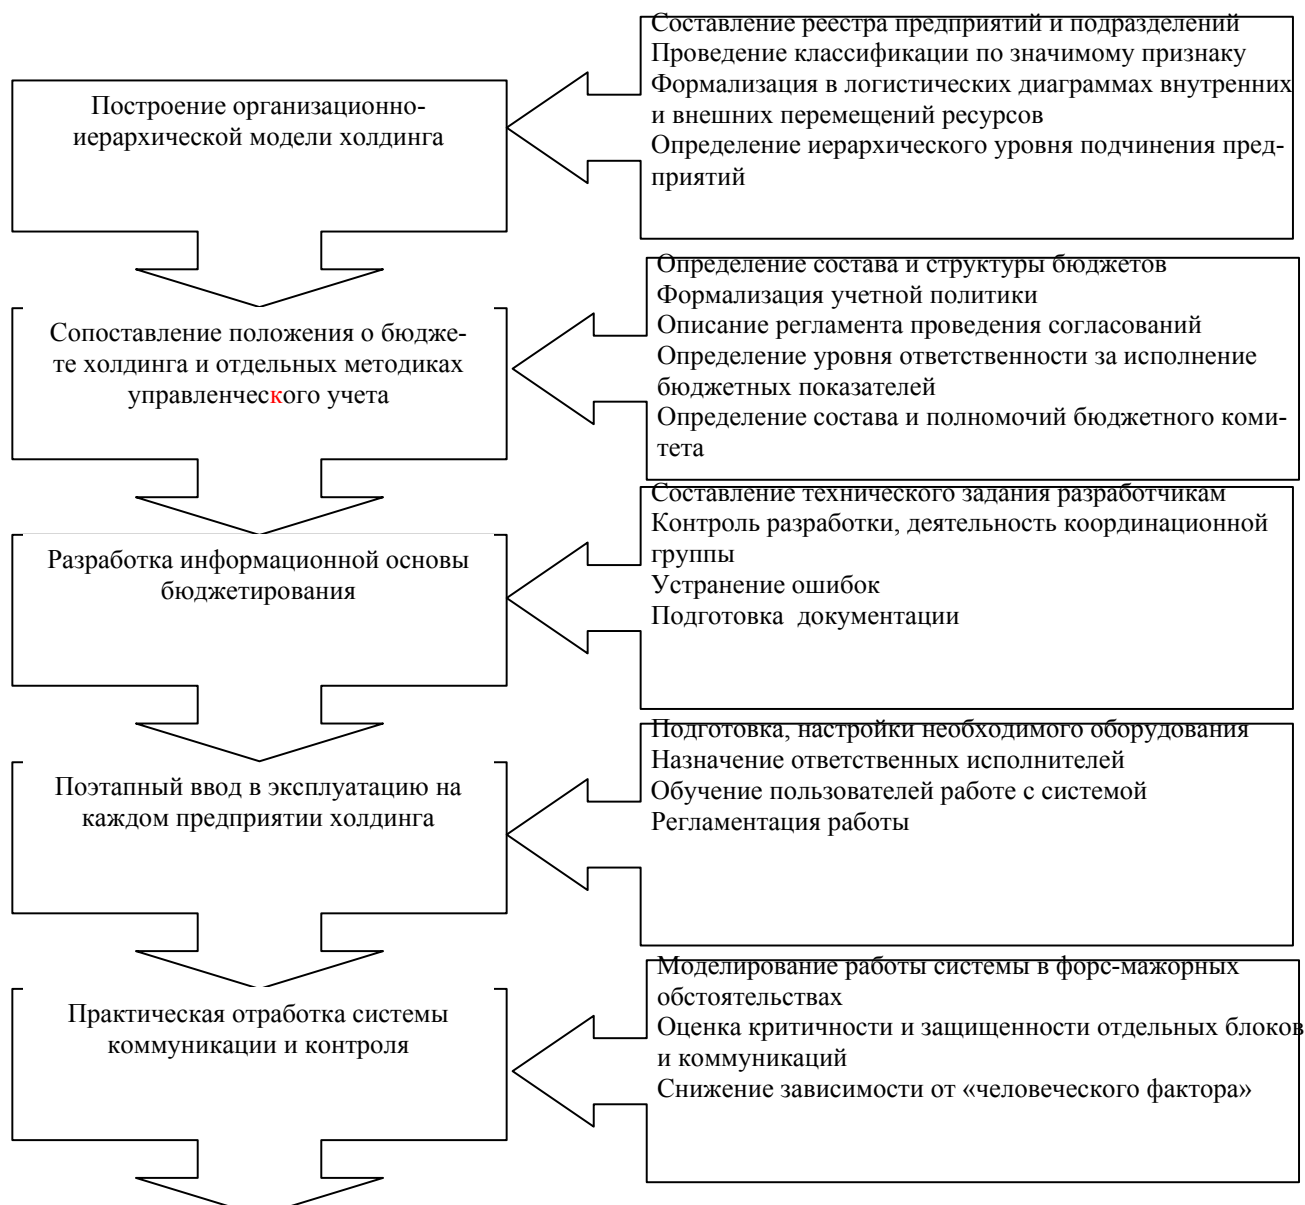 Построение организационно-
иерархической модели холдинга
Составление реестра предприятий и подразделений
Проведение классификации по значимому признаку
Формализация в логистических диаграммах внутренних
и внешних перемещений ресурсов
Определение иерархического уровня подчинения пред-
приятий
Сопоставление положения о бюдже-
те холдинга и отдельных методиках
управленческого учета
Определение состава и структуры бюджетов
Формализация учетной политики
Описание регламента проведения согласований
Определение уровня ответственности за исполнение
бюджетных показателей
Определение состава и полномочий бюджетного коми-
тета
Разработка информационной основы
бюджетирования
Составление технического задания разработчикам
Контроль разработки, деятельность координационной
группы
Устранение ошибок
Подготовка  документации
Поэтапный ввод в эксплуатацию на
каждом предприятии холдинга
Подготовка, настройки необходимого оборудования
Назначение ответственных исполнителей
Обучение пользователей работе с системой
Регламентация работы
Практическая отработка системы
коммуникации и контроля
Моделирование работы системы в форс-мажорных
обстоятельствах
Оценка критичности и защищенности отдельных блоков
и коммуникаций
Снижение зависимости от «человеческого фактора»